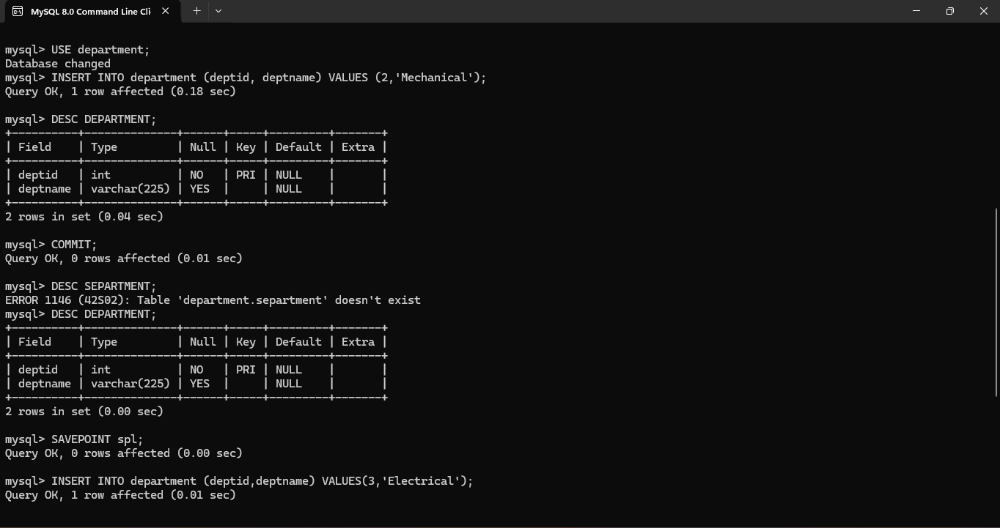 MySQL 8.0 Command Line Cli
mysql> USE department;
Database changed
mysql> INSERT INTO department (deptid, deptname) VALUES (2,'Mechanical');
Query OK, 1 row affected (0.18 sec)
mysql> DESC DEPARTMENT;
+----------+--------------+------+-----+---------+-------+
| Field    | Type         | Null | Key | Default | Extra |
+----------+--------------+------+-----+---------+-------+
| deptid   | int          | NO   | PRI | NULL    |       |
| deptname | varchar(225) | YES  |     | NULL    |       |
+----------+--------------+------+-----+---------+-------+
2 rows in set (0.04 sec)
mysql> COMMIT;
Query OK, 0 rows affected (0.01 sec)
mysql> DESC SEPARTMENT;
ERROR 1146 (42S02): Table 'department.separtment' doesn't exist
mysql> DESC DEPARTMENT;
+----------+--------------+------+-----+---------+-------+
| Field    | Type         | Null | Key | Default | Extra |
+----------+--------------+------+-----+---------+-------+
| deptid   | int          | NO   | PRI | NULL    |       |
| deptname | varchar(225) | YES  |     | NULL    |       |
+----------+--------------+------+-----+---------+-------+
2 rows in set (0.00 sec)
mysql> SAVEPOINT spl;
Query OK, 0 rows affected (0.00 sec)
mysql> INSERT INTO department (deptid,deptname) VALUES(3,'Electrical');
Query OK, 1 row affected (0.01 sec)